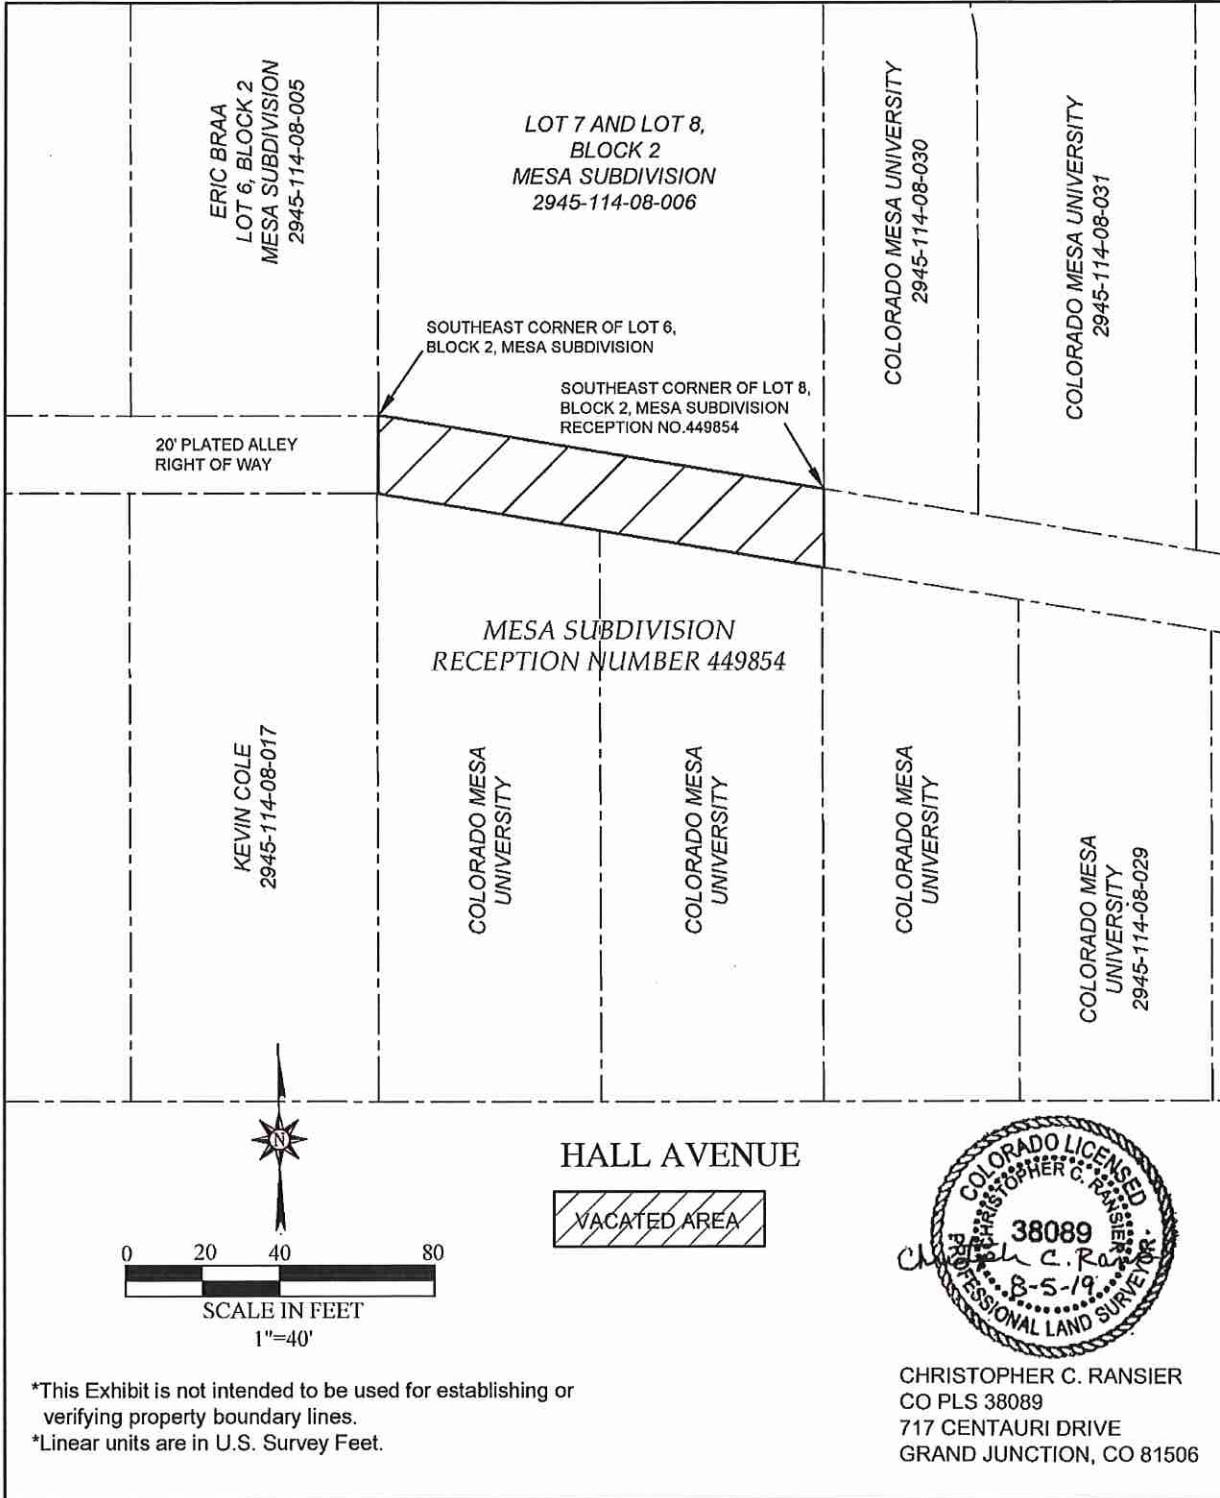 ERIC BRAA
LOT 6, BLOCK 2
MESA SUBDIVISION
2945-114-08-005
LOT 7 AND LOT 8,
BLOCK 2
MESA SUBDIVISION
2945-114-08-006
COLORADO MESA UNIVERSITY
2945-114-08-030
COLORADO MESA UNIVERSITY
2945-114-08-031
SOUTHEAST CORNER OF LOT 6,
BLOCK 2, MESA SUBDIVISION
SOUTHEAST CORNER OF LOT 8,
BLOCK 2, MESA SUBDIVISION
RECEPTION NO.449854
20' PLATED ALLEY
RIGHT OF WAY
MESA SUBDIVISION
RECEPTION NUMBER 449854
KEVIN COLE
2945-114-08-017
COLORADO MESA
UNIVERSITY
COLORADO MESA
UNIVERSITY
COLORADO MESA
UNIVERSITY
COLORADO MESA
UNIVERSITY
2945-114-08-029
N
HALL AVENUE
VACATED AREA
0 20 40 80
SCALE IN FEET
1"=40'
*This Exhibit is not intended to be used for establishing or
verifying property boundary lines.
*Linear units are in U.S. Survey Feet.
COLORADO LICENSED
CHRISTOPHER C. RANSIER
38089
C. Ran
8-5-19
PROFESSIONAL LAND SURVEYOR
CHRISTOPHER C. RANSIER
CO PLS 38089
717 CENTAURI DRIVE
GRAND JUNCTION, CO 81506